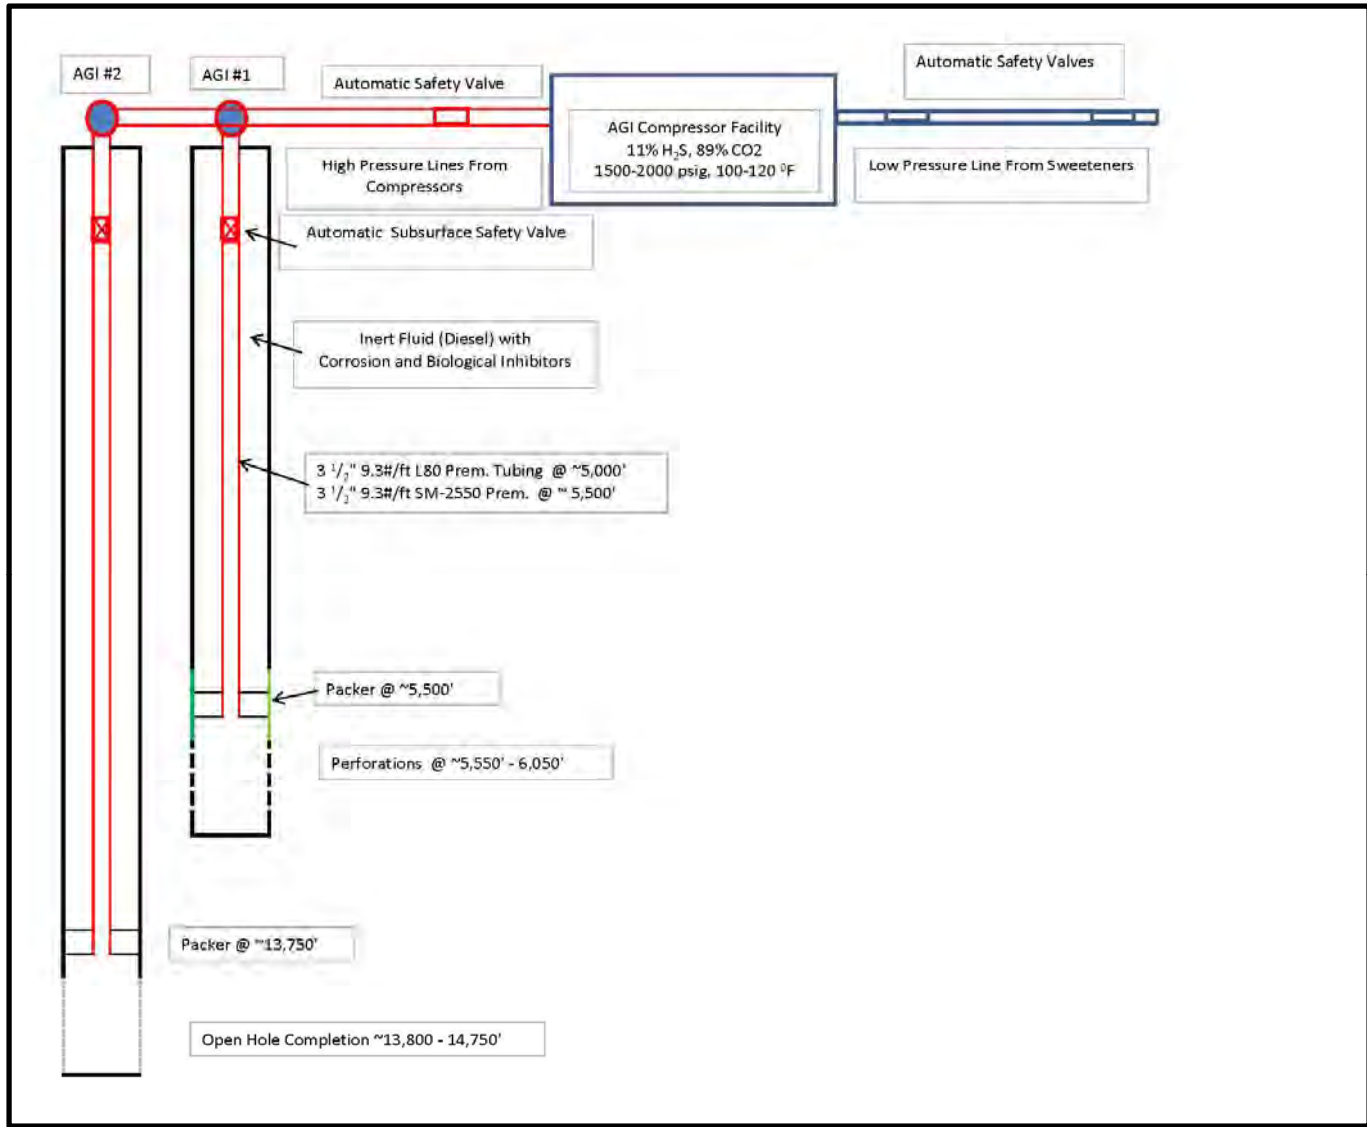 AGI #2
AGI #1
Automatic Safety Valve
Automatic Safety Valves
AGI Compressor Facility
11% H₂S, 89% CO2
1500-2000 psig, 100-120 ⁰F
High Pressure Lines From
Compressors
Low Pressure Line From Sweeteners
Automatic Subsurface Safety Valve
Inert Fluid (Diesel) with
Corrosion and Biological Inhibitors
3 ¹/₂" 9.3#/ft L80 Prem. Tubing @ ~5,000'
3 ¹/₂" 9.3#/ft SM-2550 Prem. @ ~ 5,500'
Packer @ ~5,500'
Perforations @ ~5,550' - 6,050'
Packer @ ~13,750'
Open Hole Completion ~13,800 - 14,750'